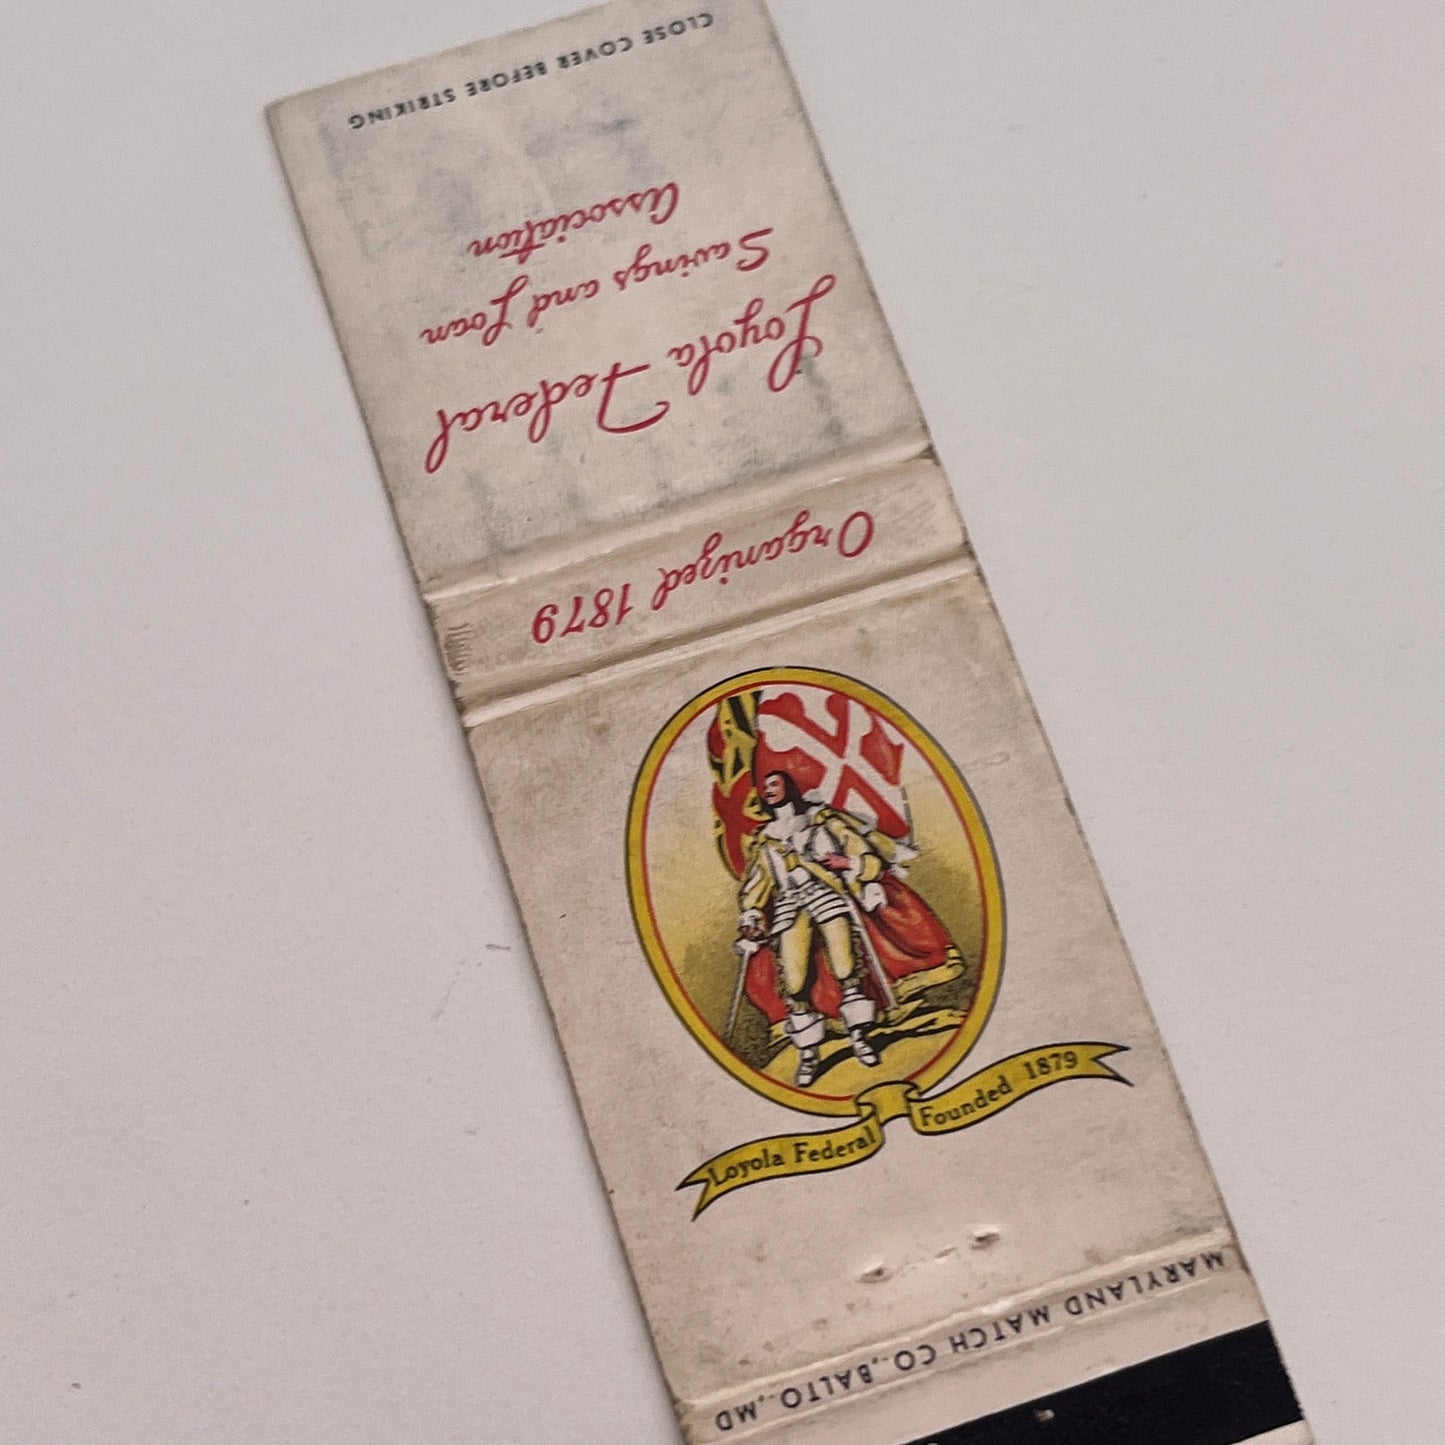 CLOSE COVER BEFORE STRIKING
Loyola Federal
Savings and Loan
Association
Organized 1879
Loyola Federal Founded 1879
MARYLAND MATCH CO., BALTO., MD